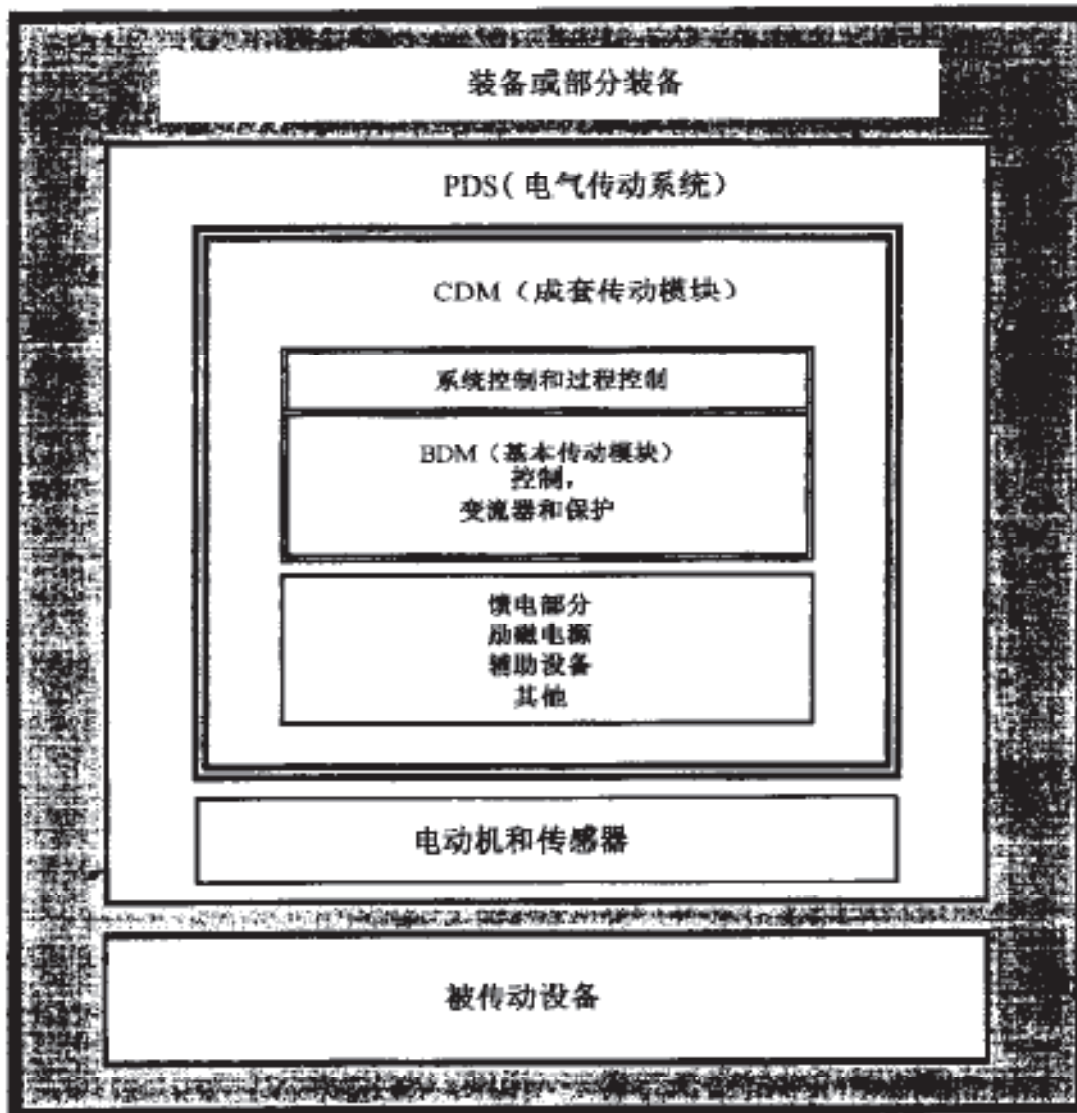 装备或部分装备
PDS（电气传动系统）
CDM（成套传动模块）
系统控制和过程控制
BDM（基本传动模块）
控制，
变流器和保护
馈电部分
励磁电源
辅助设备
其他
电动机和传感器
被传动设备